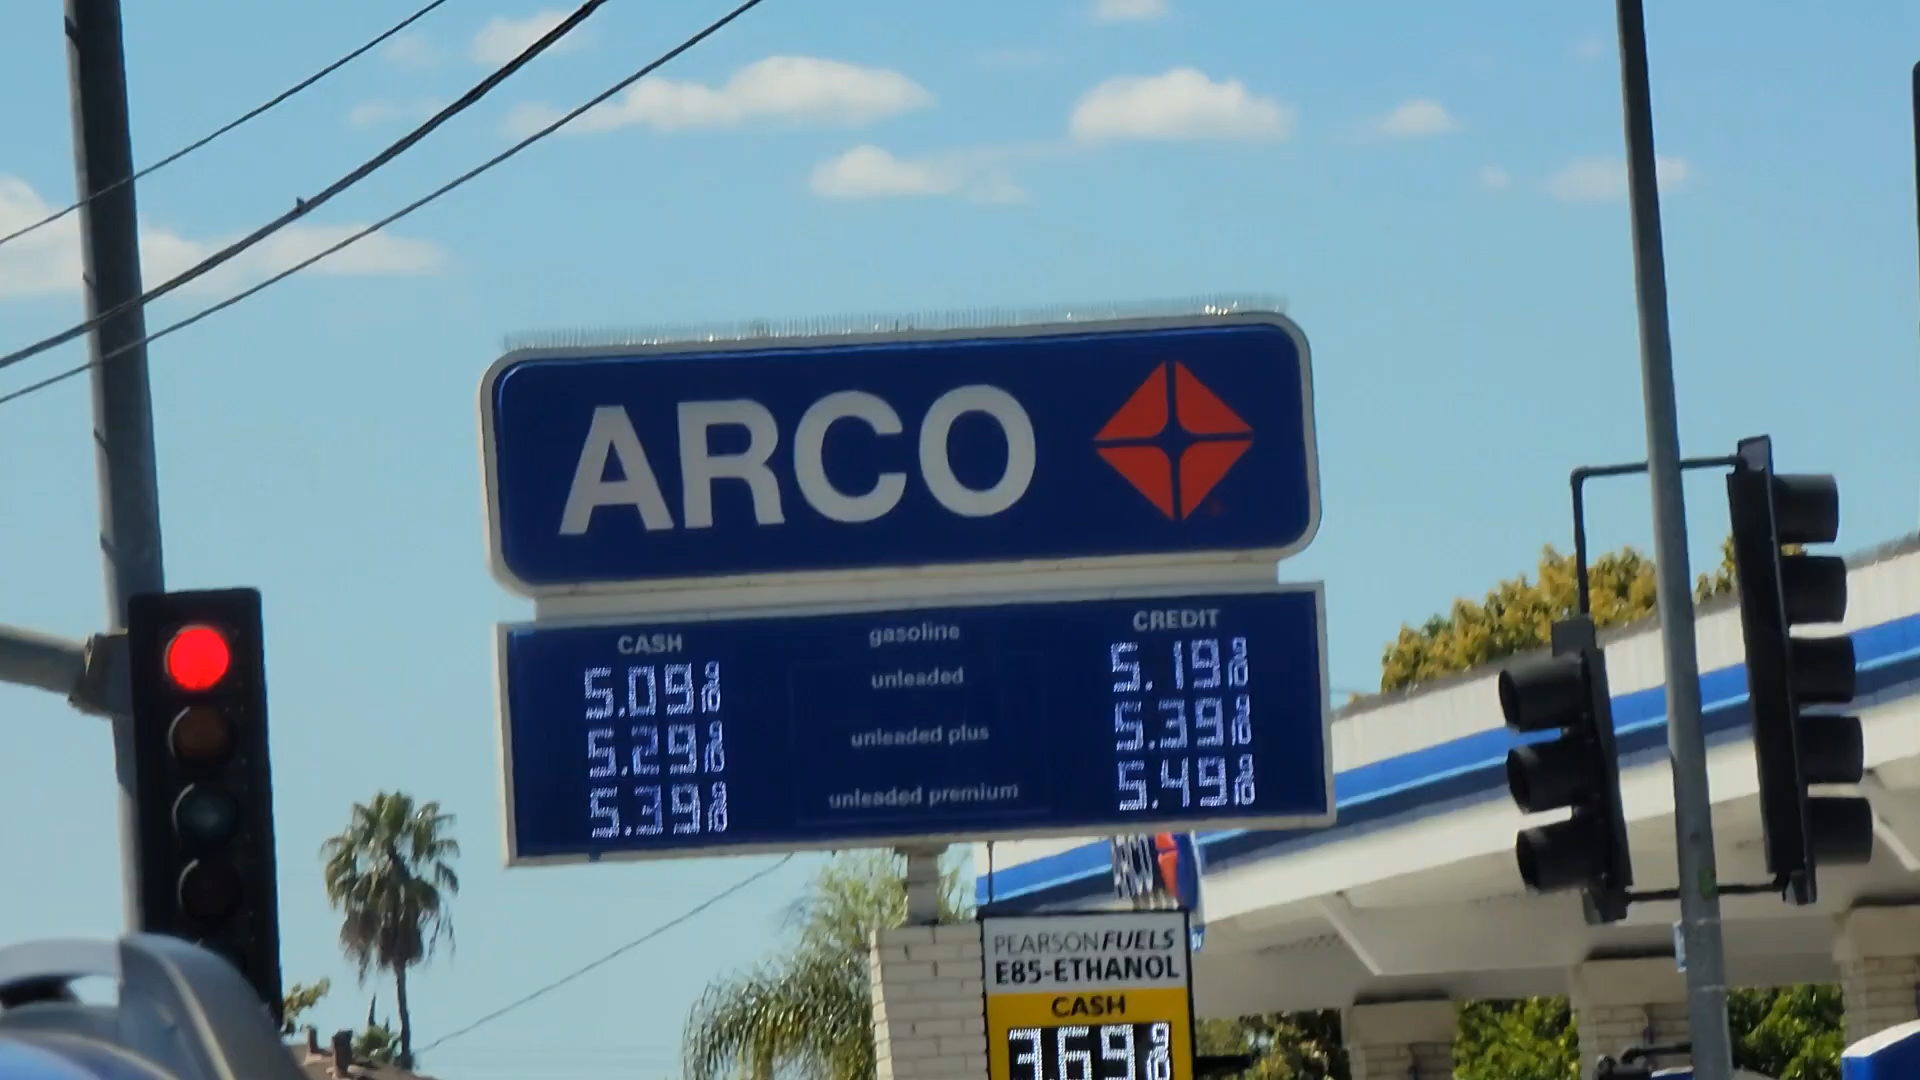 ARCO
CASH gasoline CREDIT
5.09 9/10 unleaded 5.19 9/10
5.29 9/10 unleaded plus 5.39 9/10
5.39 9/10 unleaded premium 5.49 9/10
ARCO
PEARSON FUELS
E85-ETHANOL
CASH
3.69 9/10